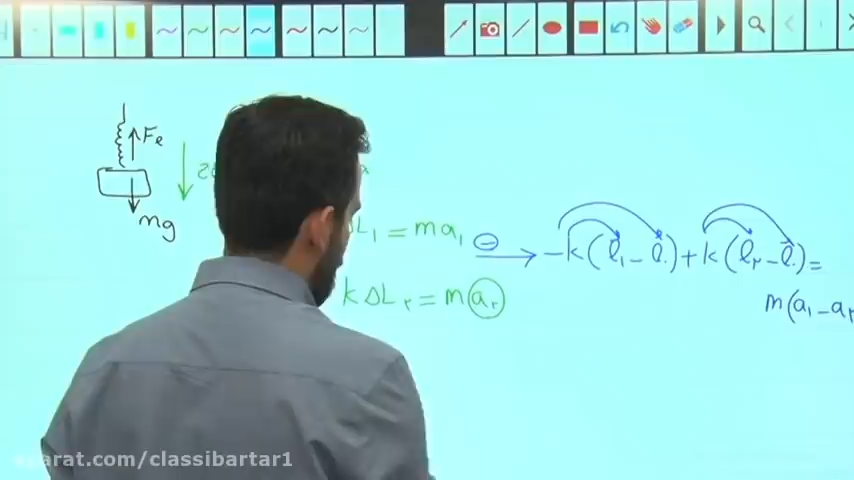 Fe
mg
ΔL₁ = ma₁
kΔL₂ = m(a₂)
⊖ → -k(l₁ - l₀) + k(l₂ - l₀) =
m(a₁ - a₂
aparat.com/classibartar1